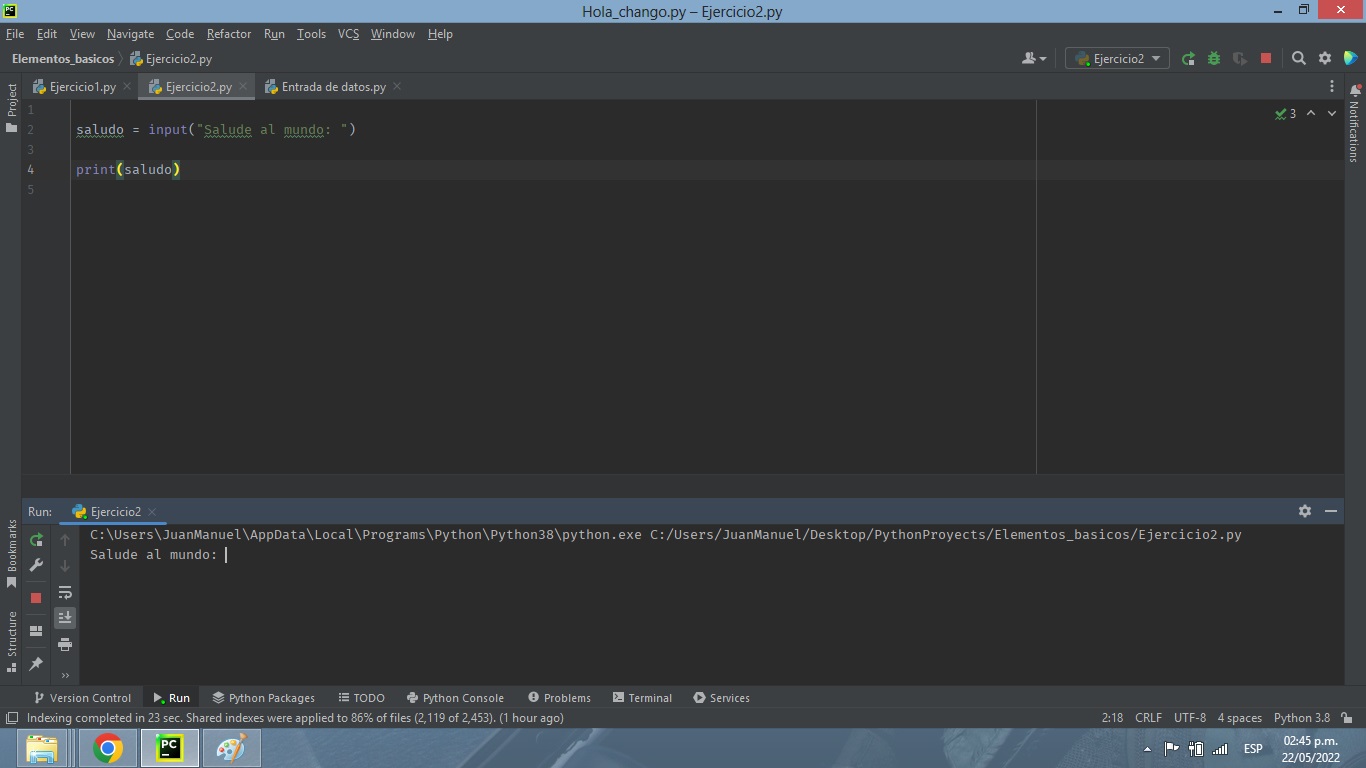 Hola_chango.py – Ejercicio2.py
File Edit View Navigate Code Refactor Run Tools VCS Window Help
Elementos_basicos Ejercicio2.py Ejercicio2
Ejercicio1.py Ejercicio2.py Entrada de datos.py
Project
Notifications
1
2 saludo = input("Salude al mundo: ")
3
4 print(saludo)
5
3
Run: Ejercicio2
C:\Users\JuanManuel\AppData\Local\Programs\Python\Python38\python.exe C:/Users/JuanManuel/Desktop/PythonProyects/Elementos_basicos/Ejercicio2.py
Salude al mundo:
Bookmarks
Structure
Version Control Run Python Packages TODO Python Console Problems Terminal Services
Indexing completed in 23 sec. Shared indexes were applied to 86% of files (2,119 of 2,453). (1 hour ago) 2:18 CRLF UTF-8 4 spaces Python 3.8
PC
ESP
02:45 p.m.
22/05/2022